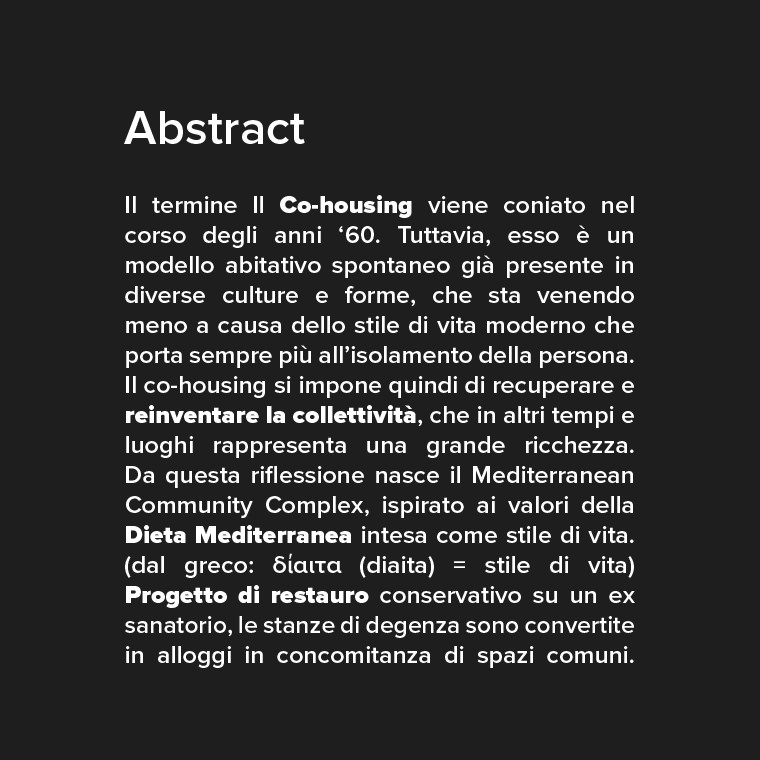 Abstract
Il termine Il Co-housing viene coniato nel
corso degli anni ‘60. Tuttavia, esso è un
modello abitativo spontaneo già presente in
diverse culture e forme, che sta venendo
meno a causa dello stile di vita moderno che
porta sempre più all’isolamento della persona.
Il co-housing si impone quindi di recuperare e
reinventare la collettività, che in altri tempi e
luoghi rappresenta una grande ricchezza.
Da questa riflessione nasce il Mediterranean
Community Complex, ispirato ai valori della
Dieta Mediterranea intesa come stile di vita.
(dal greco: δίαιτα (diaita) = stile di vita)
Progetto di restauro conservativo su un ex
sanatorio, le stanze di degenza sono convertite
in alloggi in concomitanza di spazi comuni.